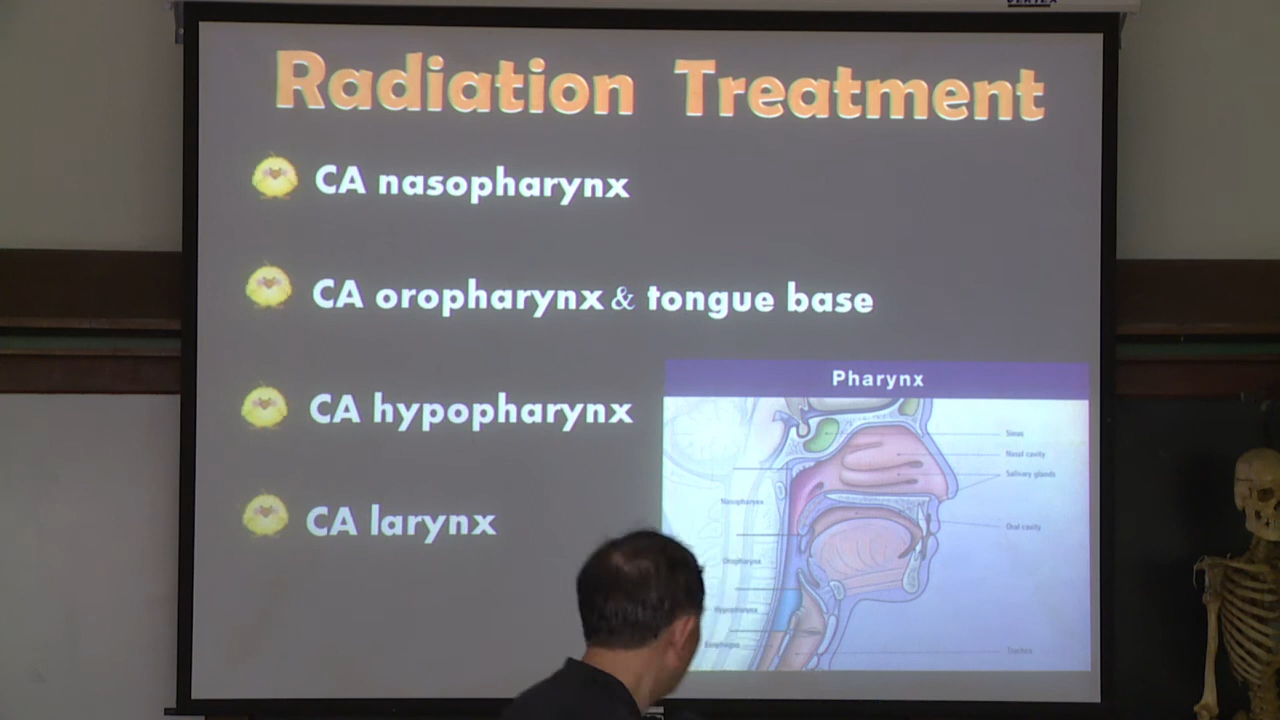 VERTEX
Radiation Treatment
CA nasopharynx
CA oropharynx & tongue base
CA hypopharynx
CA larynx
Pharynx
Sinus
Nasal cavity
Salivary glands
Nasopharynx
Oral cavity
Oropharynx
Hypopharynx
Esophagus
Trachea